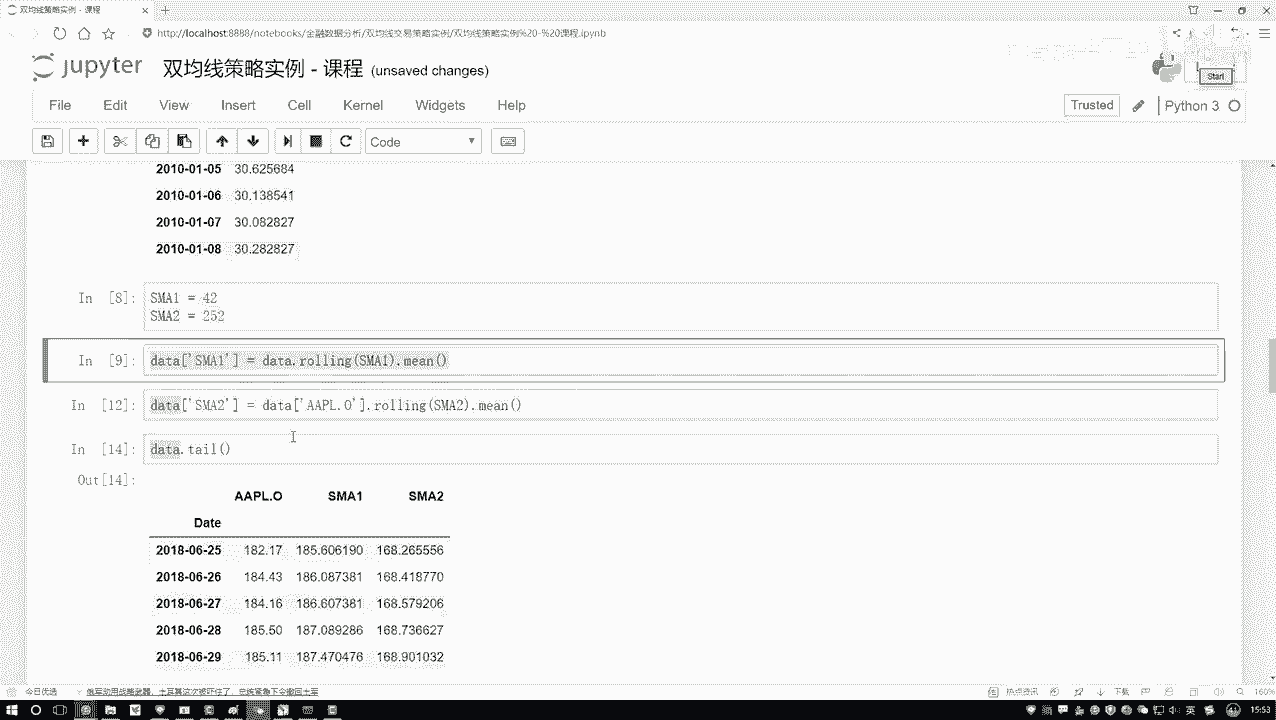 双均线策略实例 - 课程
http://localhost:8888/notebooks/金融数据分析/双均线交易策略实例/双均线策略实例%20-%20课程.ipynb
jupyter 双均线策略实例 - 课程 (unsaved changes)
Start
File Edit View Insert Cell Kernel Widgets Help
Trusted
Python 3
Code
2010-01-05 30.625684
2010-01-06 30.138541
2010-01-07 30.082827
2010-01-08 30.282827
In [8]: SMA1 = 42
SMA2 = 252
In [9]: data['SMA1'] = data.rolling(SMA1).mean()
In [12]: data['SMA2'] = data['AAPL.O'].rolling(SMA2).mean()
In [14]: data.tail()
Out[14]:
AAPL.O SMA1 SMA2
Date
2018-06-25 182.17 185.606190 168.265556
2018-06-26 184.43 186.087381 168.418770
2018-06-27 184.16 186.607381 168.579206
2018-06-28 185.50 187.089286 168.736627
2018-06-29 185.11 187.470476 168.901032
今日优选
热点资讯
下载
160%
英
15:53